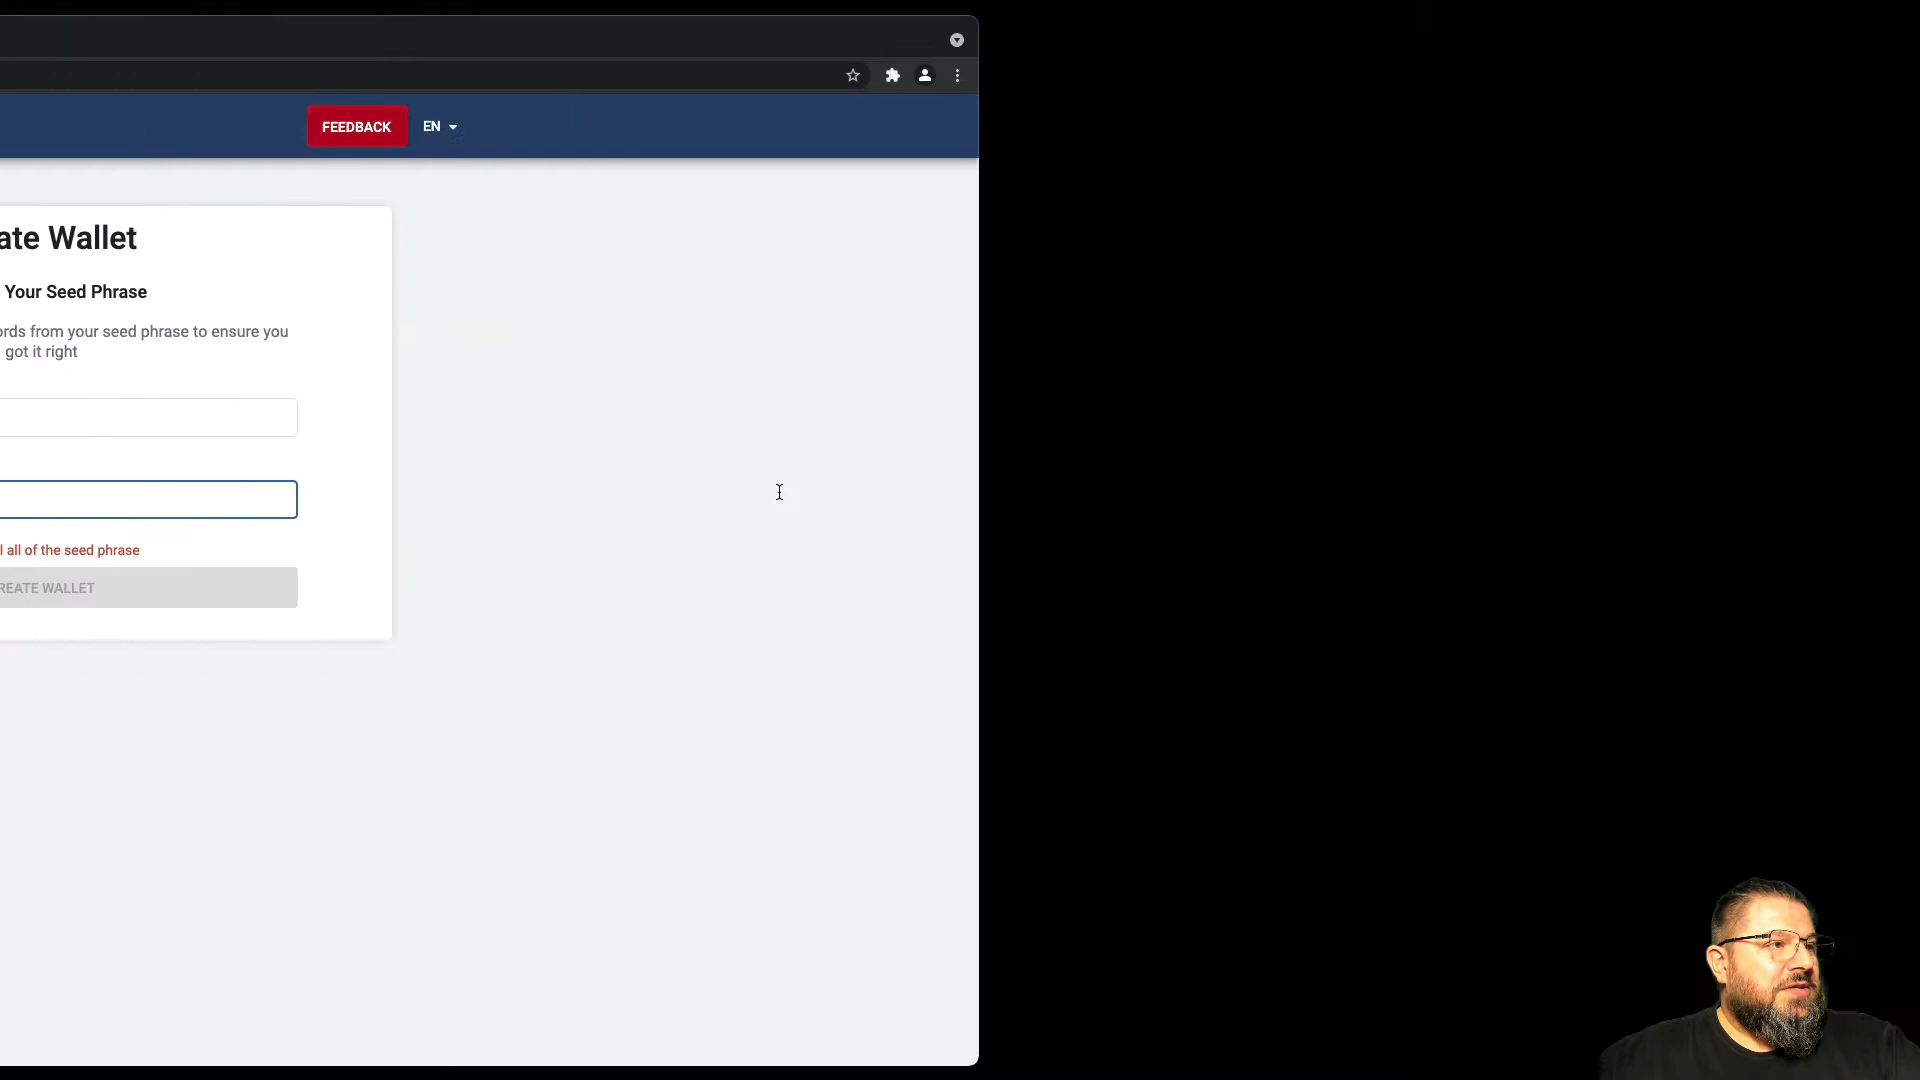 FEEDBACK
EN
ate Wallet
Your Seed Phrase
ords from your seed phrase to ensure you
got it right
l all of the seed phrase
REATE WALLET